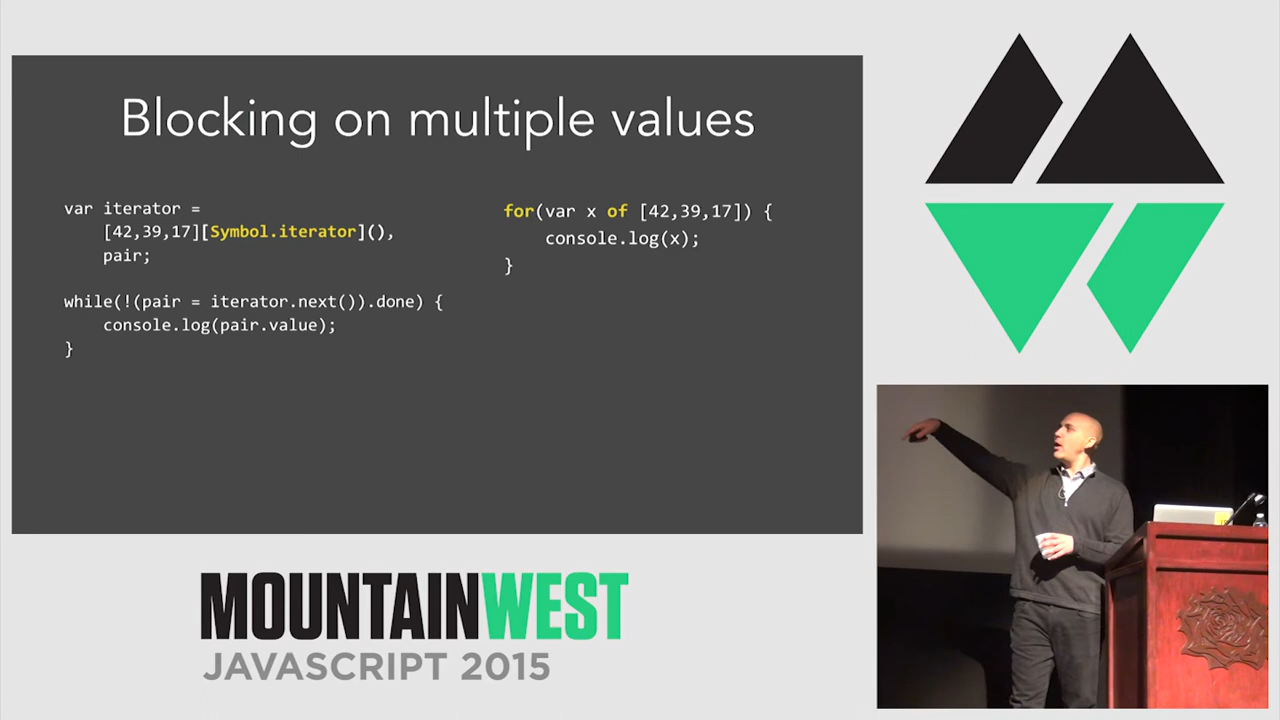 Blocking on multiple values
var iterator =
[42,39,17][Symbol.iterator](),
pair;
while(!(pair = iterator.next()).done) {
console.log(pair.value);
}
for(var x of [42,39,17]) {
console.log(x);
}
MOUNTAINWEST
JAVASCRIPT 2015